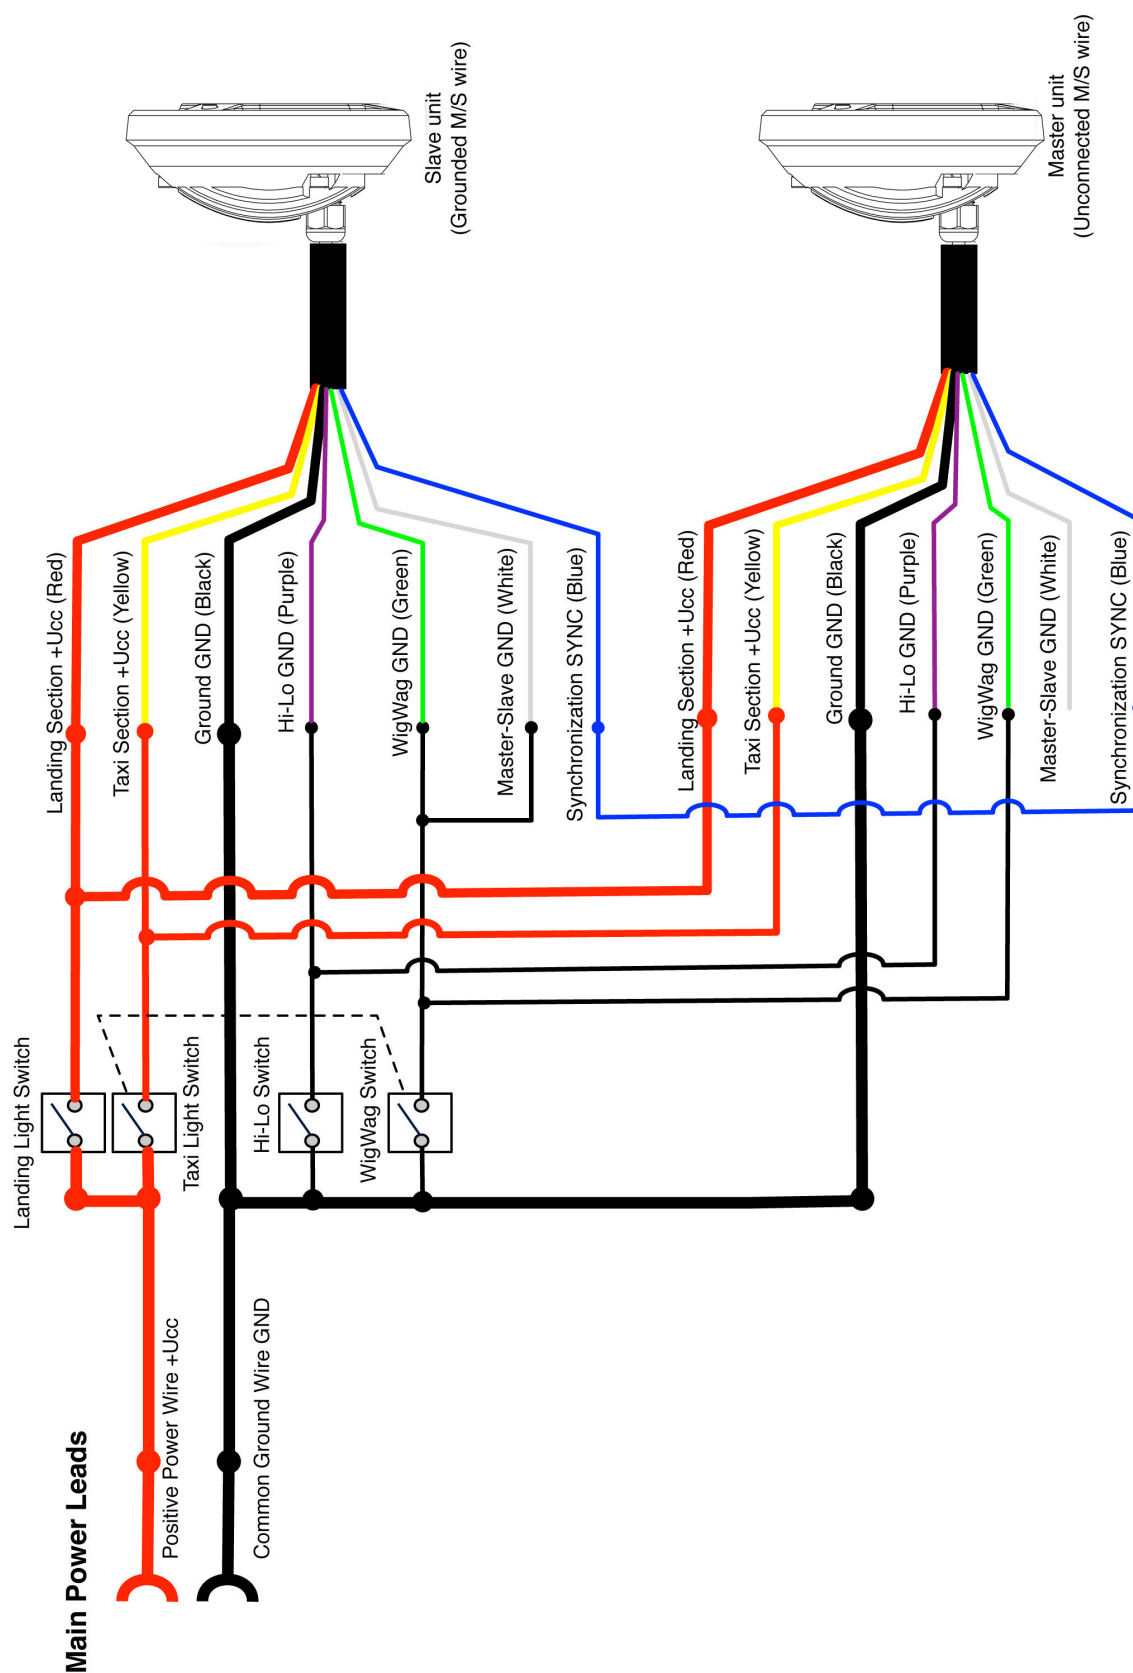 Main Power Leads
Positive Power Wire +Ucc
Common Ground Wire GND
Landing Light Switch
Taxi Light Switch
Hi-Lo Switch
WigWag Switch
Landing Section +Ucc (Red)
Taxi Section +Ucc (Yellow)
Ground GND (Black)
Hi-Lo GND (Purple)
WigWag GND (Green)
Master-Slave GND (White)
Synchronization SYNC (Blue)
Slave unit
(Grounded M/S wire)
Landing Section +Ucc (Red)
Taxi Section +Ucc (Yellow)
Ground GND (Black)
Hi-Lo GND (Purple)
WigWag GND (Green)
Master-Slave GND (White)
Synchronization SYNC (Blue)
Master unit
(Unconnected M/S wire)